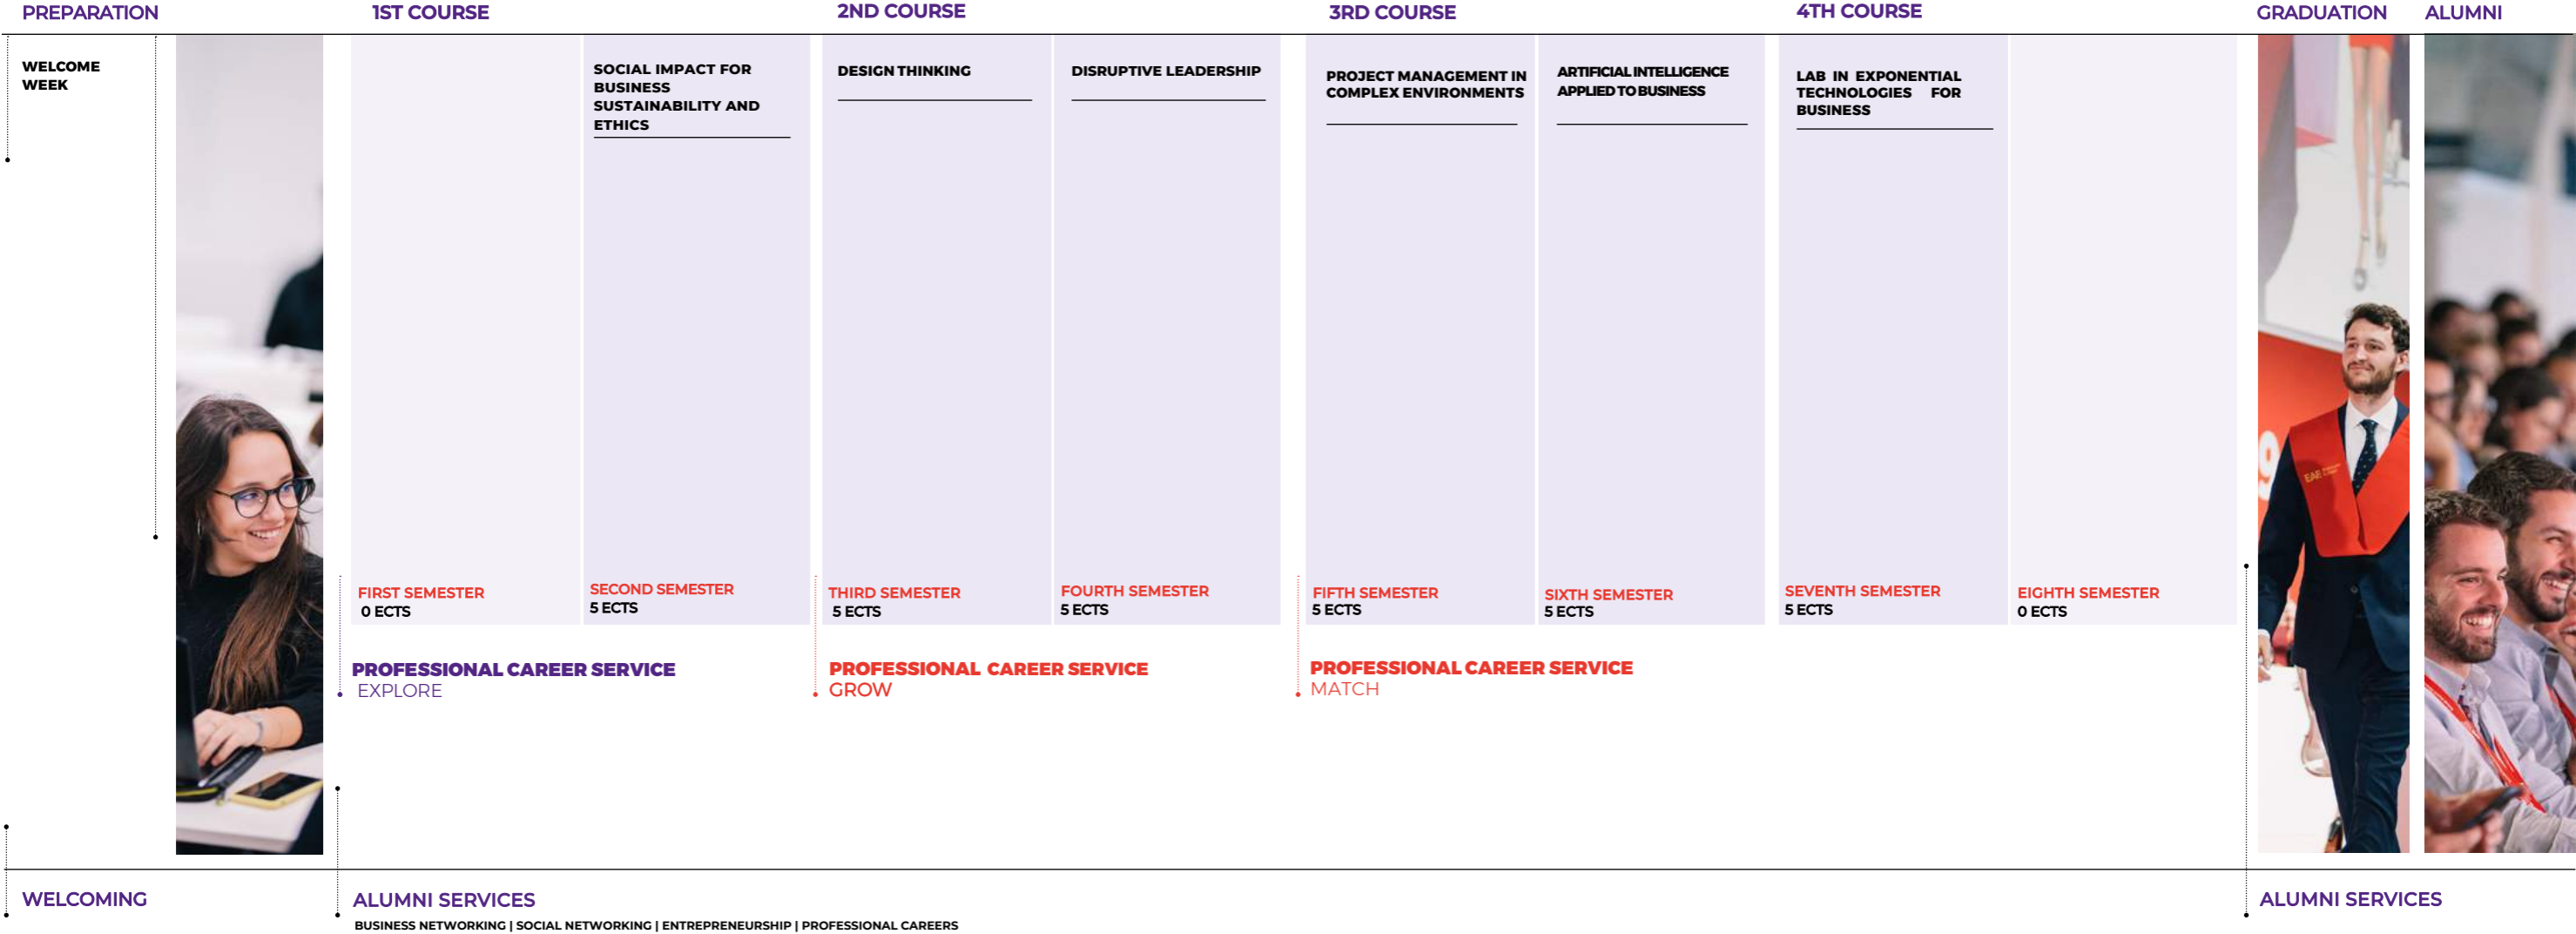 PREPARATION
1ST COURSE
2ND COURSE
3RD COURSE
4TH COURSE
GRADUATION
ALUMNI
WELCOME
WEEK
SOCIAL IMPACT FOR
BUSINESS
SUSTAINABILITY AND
ETHICS
DESIGN THINKING
DISRUPTIVE LEADERSHIP
PROJECT MANAGEMENT IN
COMPLEX ENVIRONMENTS
ARTIFICIAL INTELLIGENCE
APPLIED TO BUSINESS
LAB IN EXPONENTIAL
TECHNOLOGIES FOR
BUSINESS
FIRST SEMESTER
0 ECTS
SECOND SEMESTER
5 ECTS
THIRD SEMESTER
5 ECTS
FOURTH SEMESTER
5 ECTS
FIFTH SEMESTER
5 ECTS
SIXTH SEMESTER
5 ECTS
SEVENTH SEMESTER
5 ECTS
EIGHTH SEMESTER
0 ECTS
PROFESSIONAL CAREER SERVICE
EXPLORE
PROFESSIONAL CAREER SERVICE
GROW
PROFESSIONAL CAREER SERVICE
MATCH
EAE
9
WELCOMING
ALUMNI SERVICES
BUSINESS NETWORKING | SOCIAL NETWORKING | ENTREPRENEURSHIP | PROFESSIONAL CAREERS
ALUMNI SERVICES